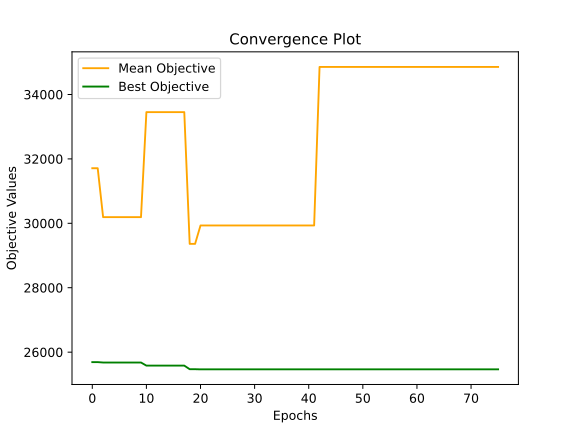 Convergence Plot
Mean Objective
Best Objective
Objective Values
34000
32000
30000
28000
26000
0 10 20 30 40 50 60 70
Epochs